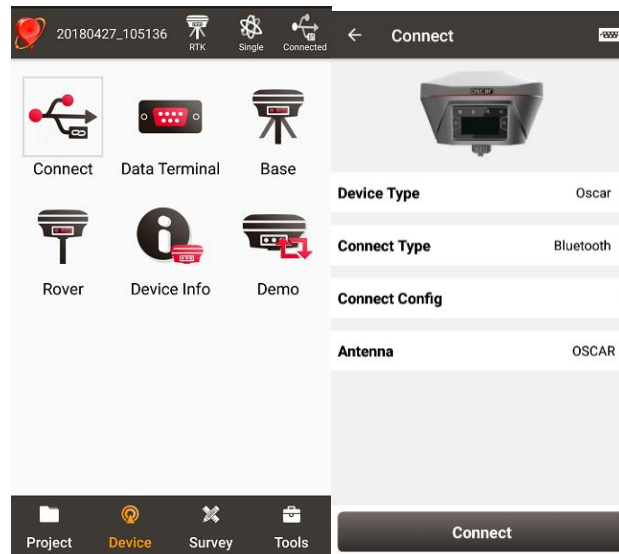 20180427_105136
RTK
Single
Connected
Connect
Data Terminal
Base
Rover
Device Info
Demo
Project
Device
Survey
Tools
Connect
OSCAR
Device Type
Oscar
Connect Type
Bluetooth
Connect Config
Antenna
OSCAR
Connect